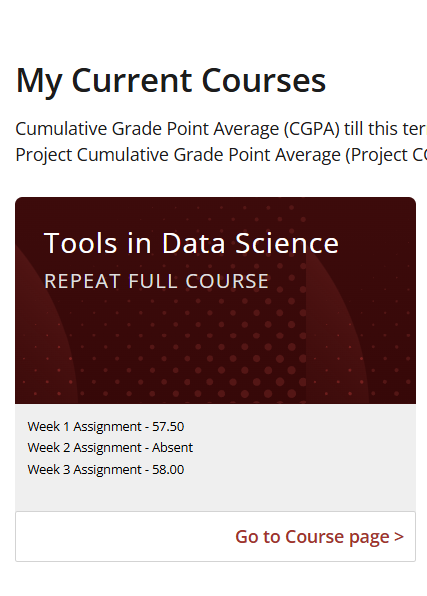 My Current Courses
Cumulative Grade Point Average (CGPA) till this
Project Cumulative Grade Point Average (Project
Tools in Data Science
REPEAT FULL COURSE
Week 1 Assignment - 57.50
Week 2 Assignment - Absent
Week 3 Assignment - 58.00
Go to Course page >